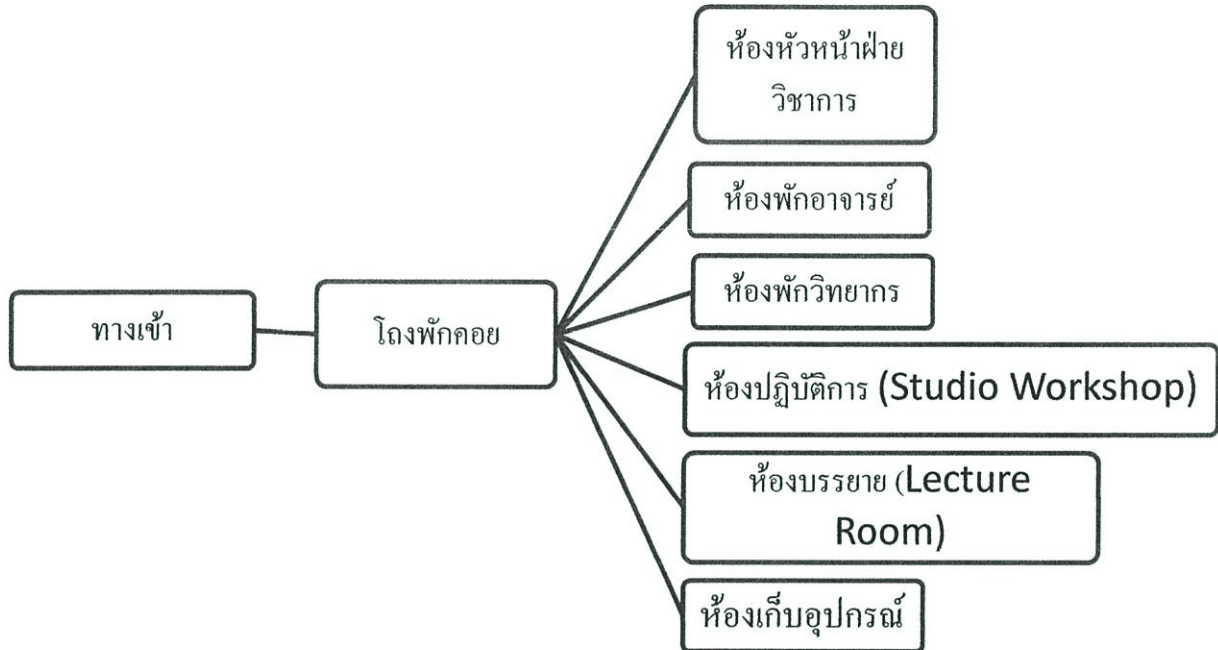 ห้องหัวหน้าฝ่าย
วิชาการ
ห้องพักอาจารย์
ห้องพักวิทยากร
ทางเข้า
โถงพักคอย
ห้องปฏิบัติการ (Studio Workshop)
ห้องบรรยาย (Lecture
Room)
ห้องเก็บอุปกรณ์